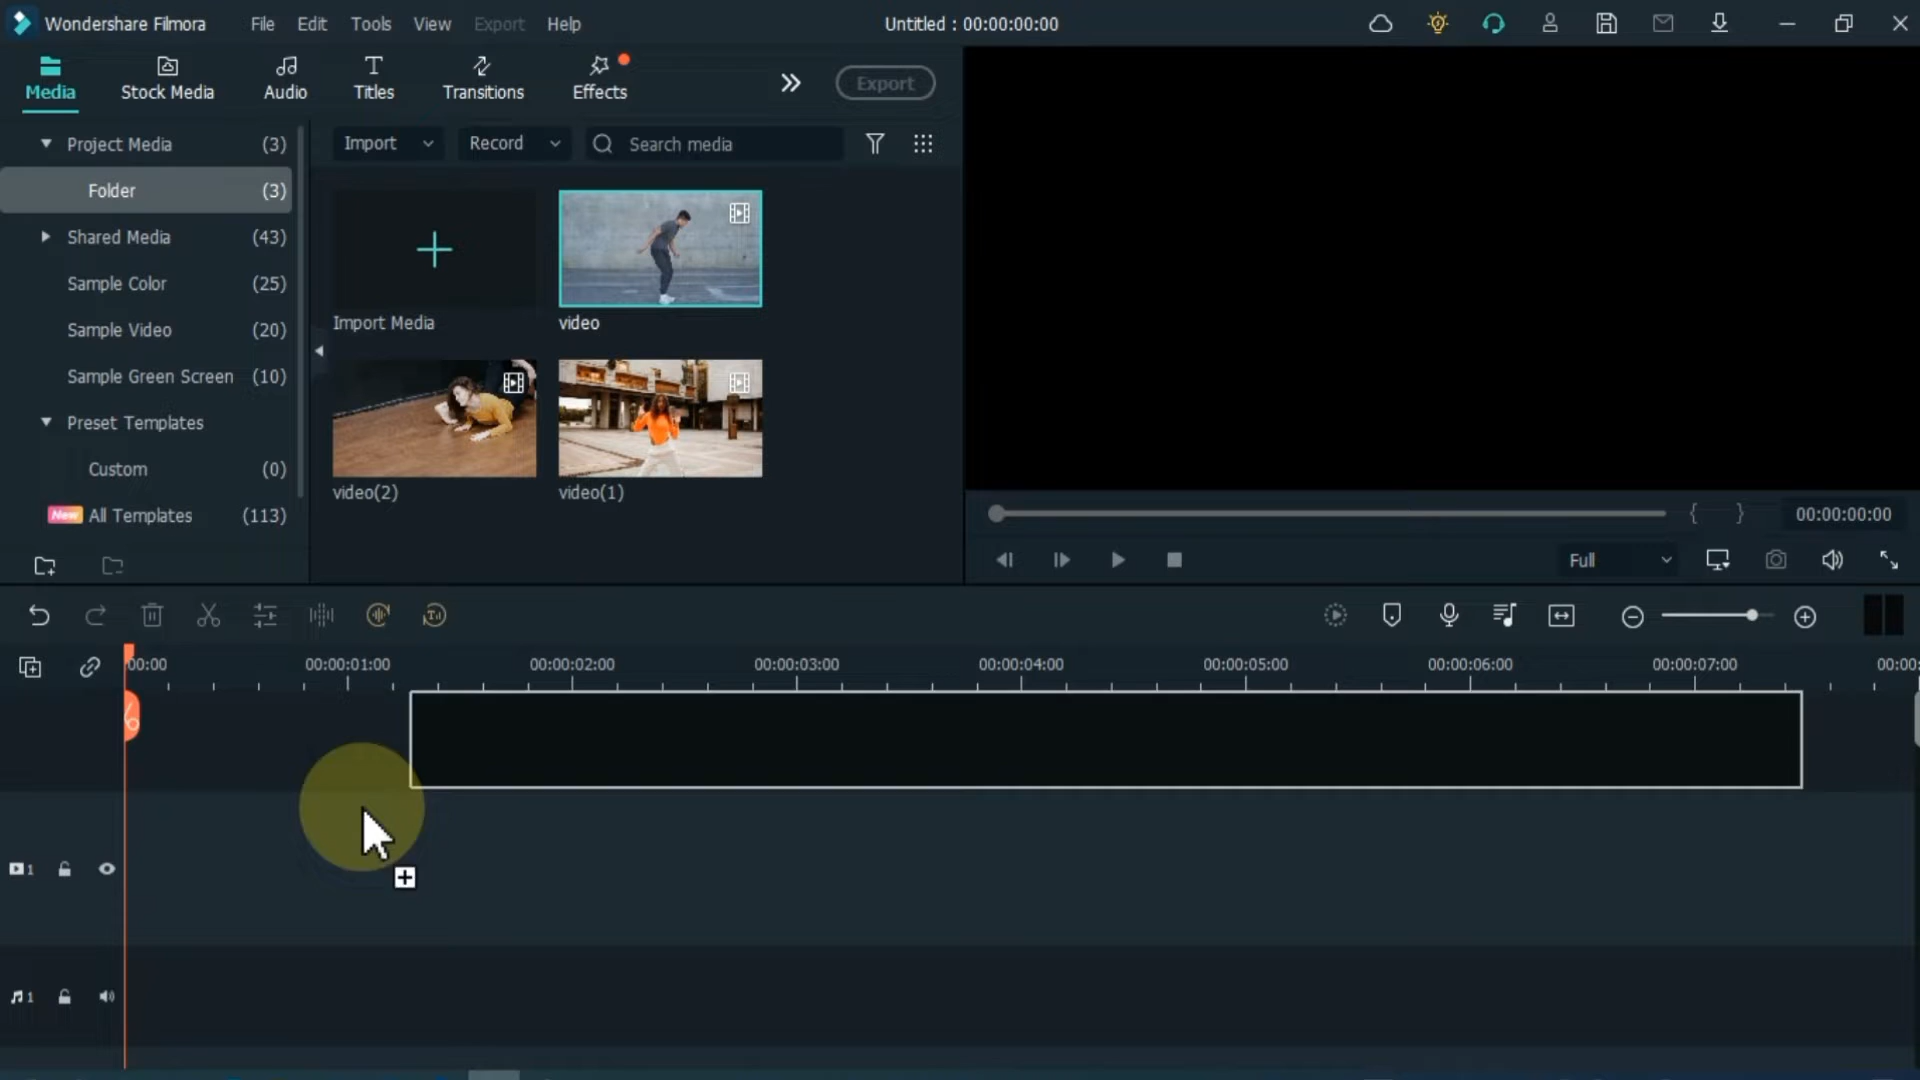 Wondershare Filmora
File Edit Tools View Export Help
Untitled : 00:00:00:00
Media Stock Media Audio Titles Transitions Effects
Export
Project Media (3)
Folder (3)
Shared Media (43)
Sample Color (25)
Sample Video (20)
Sample Green Screen (10)
Preset Templates
Custom (0)
New All Templates (113)
Import Record Search media
Import Media
video
video(2)
video(1)
{ } 00:00:00:00
Full
00:00 00:00:01:00 00:00:02:00 00:00:03:00 00:00:04:00 00:00:05:00 00:00:06:00 00:00:07:00 00:00:
1
1